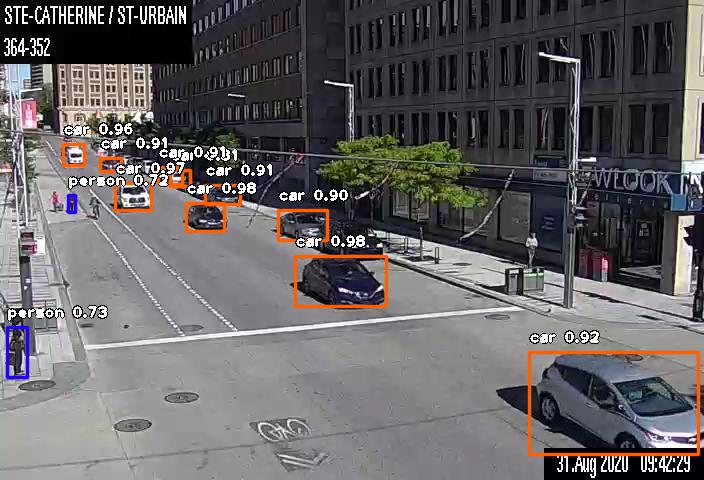 STE-CATHERINE / ST-URBAIN
364-352
car 0.96
car 0.91
car 0.91
car 0.97
car 0.91
person 0.72
car 0.98
car 0.90
car 0.98
person 0.73
car 0.92
NEWLOOK
31.Aug 2020 09:42:29